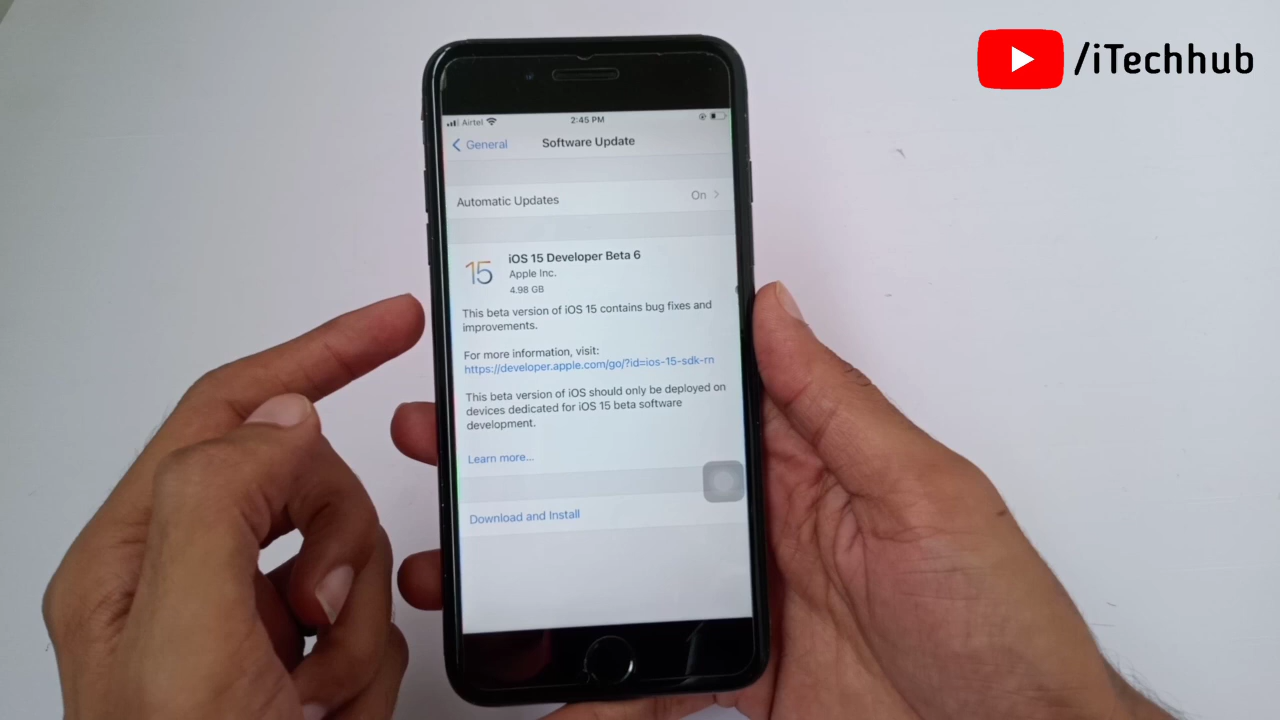 /iTechhub
Airtel
2:45 PM
General
Software Update
Automatic Updates
On
15
iOS 15 Developer Beta 6
Apple Inc.
4.98 GB
This beta version of iOS 15 contains bug fixes and
improvements.
For more information, visit:
https://developer.apple.com/go/?id=ios-15-sdk-rn
This beta version of iOS should only be deployed on
devices dedicated for iOS 15 beta software
development.
Learn more...
Download and Install